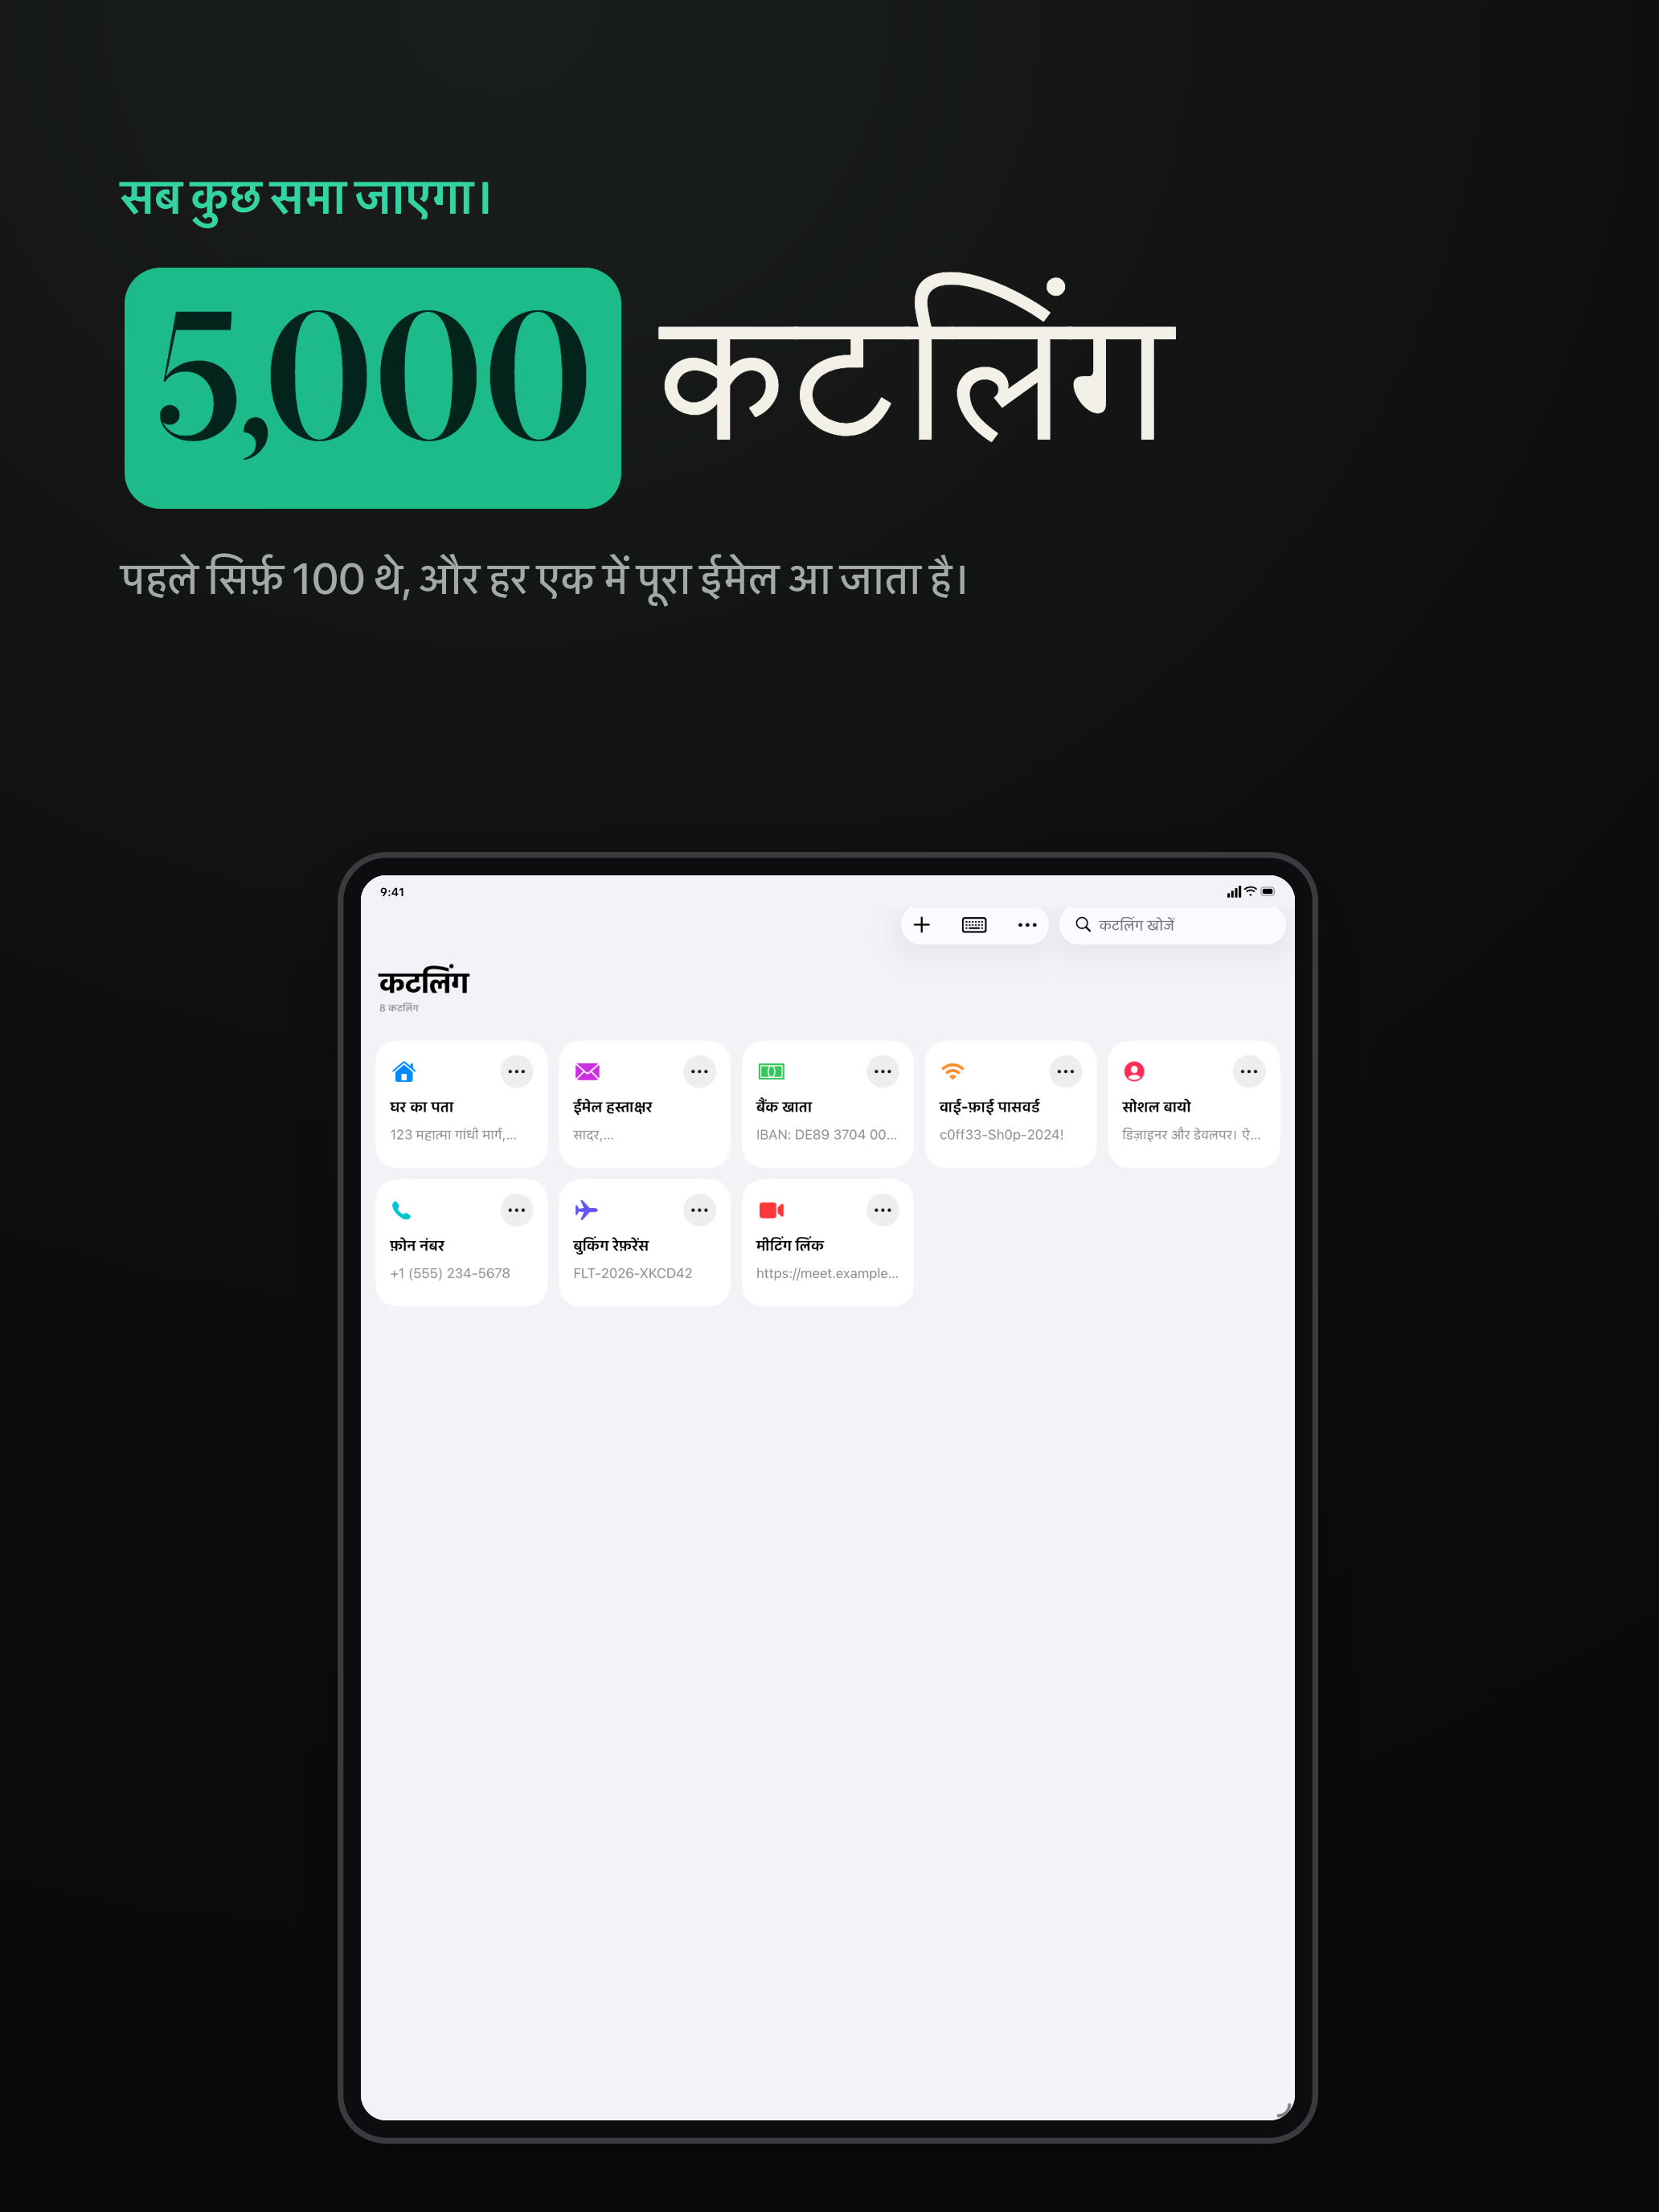 सब कुछ समा जाएगा।
5,000 कटलिंग
पहले सिर्फ़ 100 थे, और हर एक में पूरा ईमेल आ जाता है।
9:41
कटलिंग खोजें
कटलिंग
8 कटलिंग
घर का पता
123 महात्मा गांधी मार्ग,...
ईमेल हस्ताक्षर
सादर,...
बैंक खाता
IBAN: DE89 3704 00...
वाई-फ़ाई पासवर्ड
c0ff33-Sh0p-2024!
सोशल बायो
डिज़ाइनर और डेवलपर। ऐ...
फ़ोन नंबर
+1 (555) 234-5678
बुकिंग रेफ़रेंस
FLT-2026-XKCD42
मीटिंग लिंक
https://meet.example...